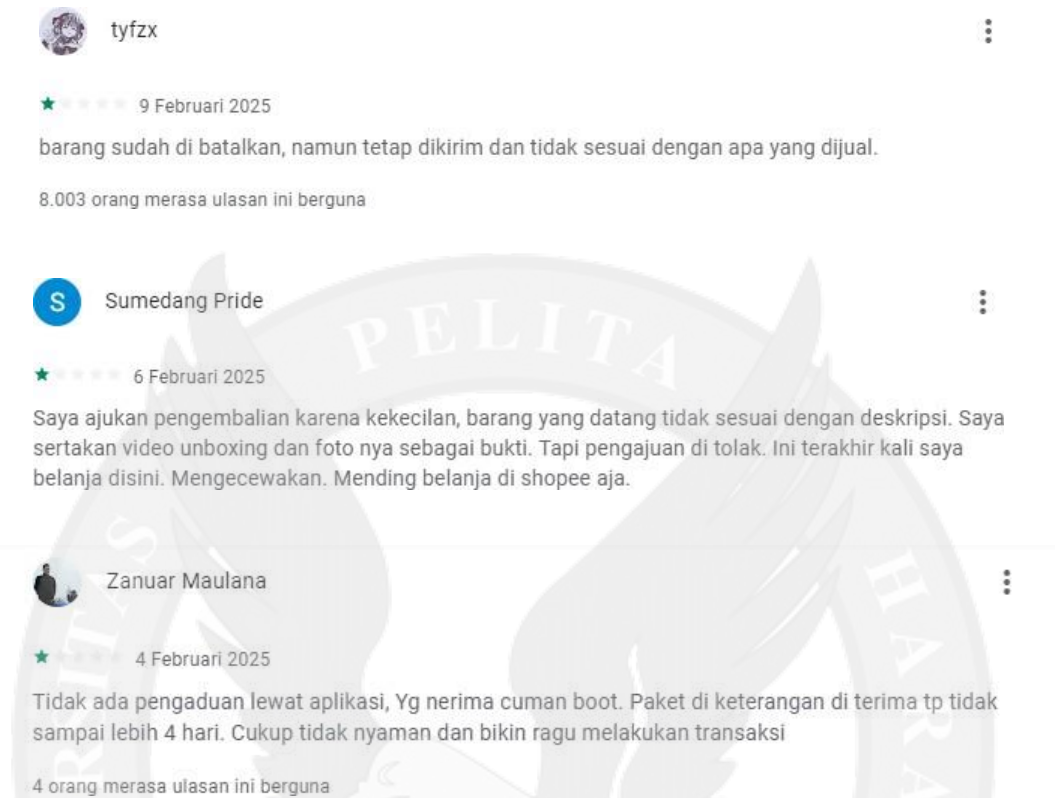 tyfzx
9 Februari 2025
barang sudah di batalkan, namun tetap dikirim dan tidak sesuai dengan apa yang dijual.
8.003 orang merasa ulasan ini berguna
PELITA
S
Sumedang Pride
6 Februari 2025
Saya ajukan pengembalian karena kekecilan, barang yang datang tidak sesuai dengan deskripsi. Saya
sertakan video unboxing dan foto nya sebagai bukti. Tapi pengajuan di tolak. Ini terakhir kali saya
belanja disini. Mengecewakan. Mending belanja di shopee aja.
Zanuar Maulana
4 Februari 2025
Tidak ada pengaduan lewat aplikasi, Yg nerima cuman boot. Paket di keterangan di terima tp tidak
sampai lebih 4 hari. Cukup tidak nyaman dan bikin ragu melakukan transaksi
4 orang merasa ulasan ini berguna
RSITAS
HARA